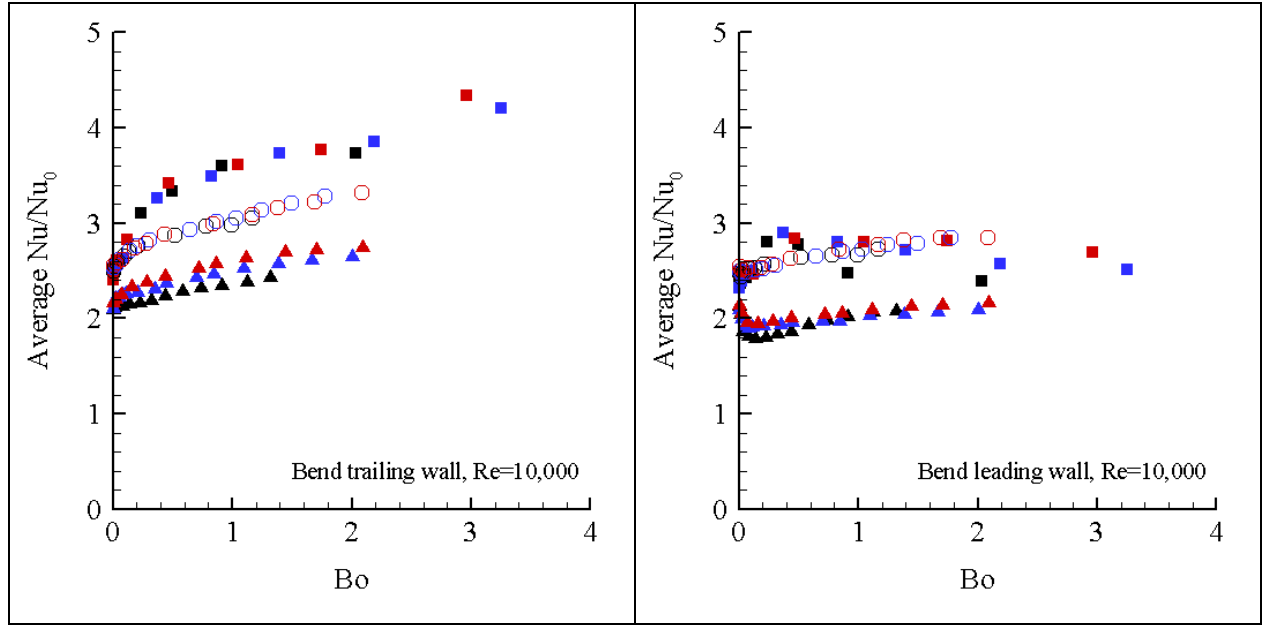 5
4
3
2
1
0
Average Nu/Nu₀
Bend trailing wall, Re=10,000
0 1 2 3 4
Bo
5
4
3
2
1
0
Average Nu/Nu₀
Bend leading wall, Re=10,000
0 1 2 3 4
Bo